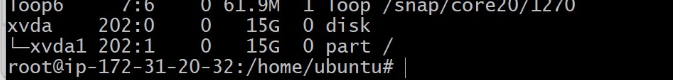 loop6 7:6 0 61.9M 1 loop /snap/core20/1270
xvda 202:0 0 15G 0 disk
└─xvda1 202:1 0 15G 0 part /
root@ip-172-31-20-32:/home/ubuntu#